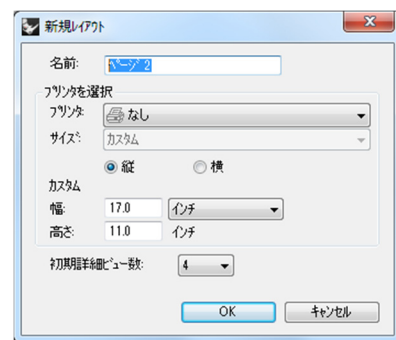 新規レイアウト
名前: ページ 2
プリンタを選択
プリンタ: なし
サイズ: カスタム
縦 横
カスタム
幅: 17.0 インチ
高さ: 11.0 インチ
初期詳細ビュー数: 4
OK キャンセル